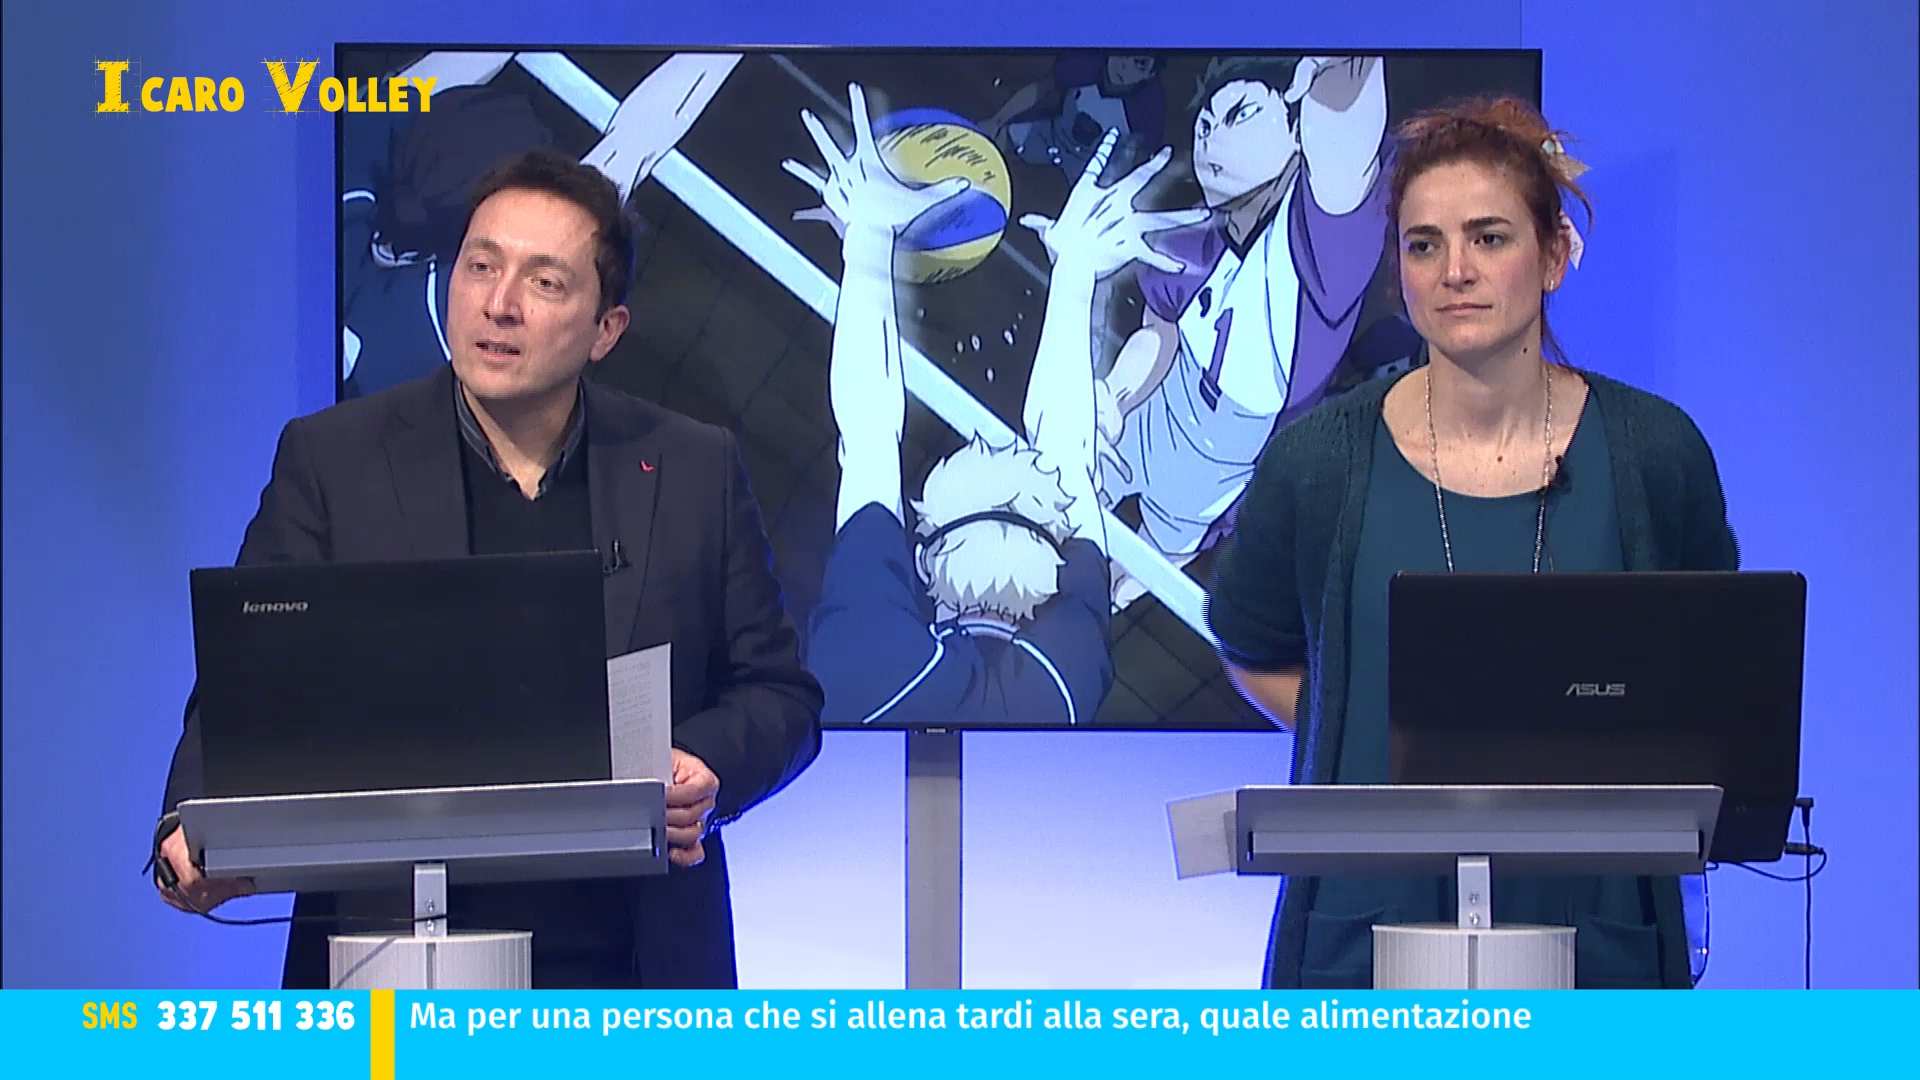 ICARO VOLLEY
1
lenovo
ASUS
SMS 337 511 336
Ma per una persona che si allena tardi alla sera, quale alimentazione